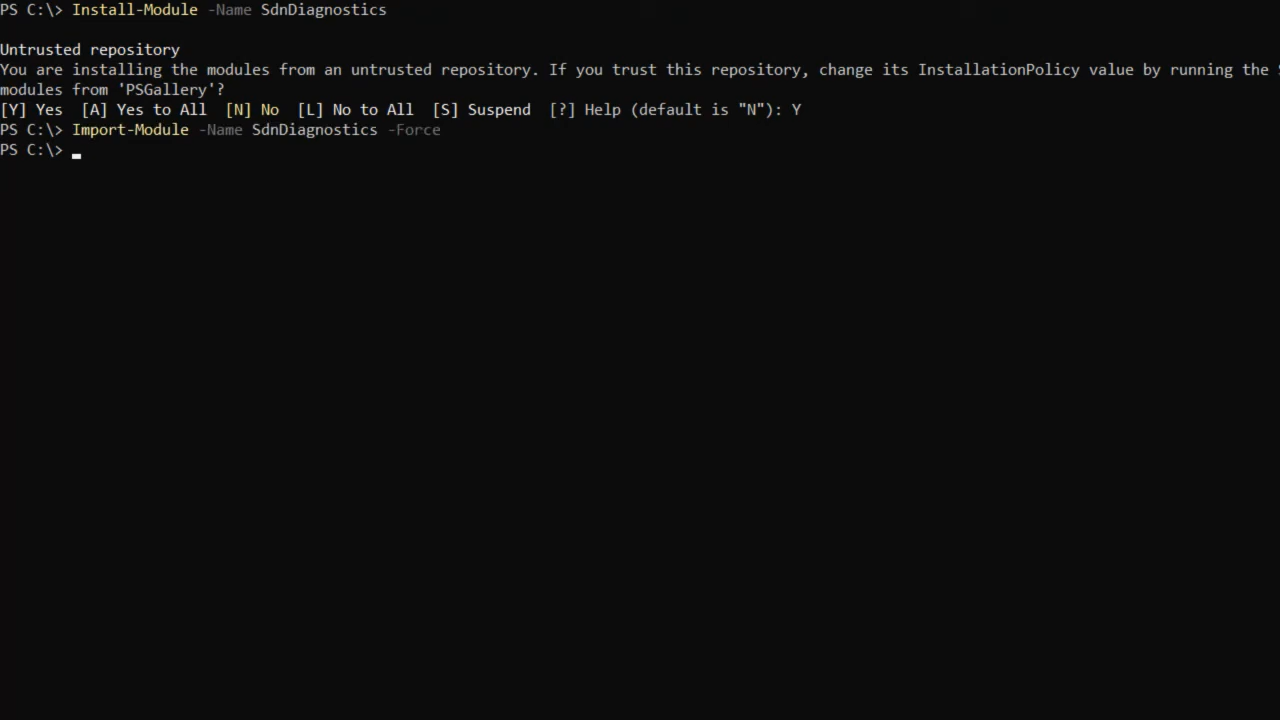 PS C:\> Install-Module -Name SdnDiagnostics
Untrusted repository
You are installing the modules from an untrusted repository. If you trust this repository, change its InstallationPolicy value by running the
modules from 'PSGallery'?
[Y] Yes  [A] Yes to All  [N] No  [L] No to All  [S] Suspend  [?] Help (default is "N"): Y
PS C:\> Import-Module -Name SdnDiagnostics -Force
PS C:\>